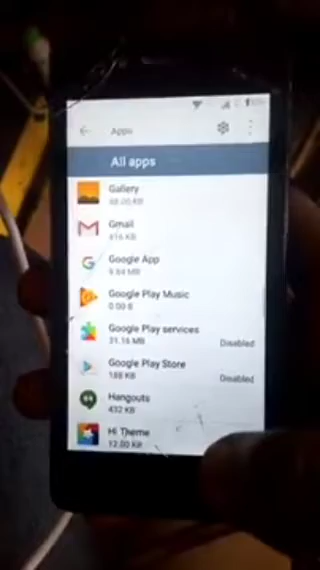 Apps
All apps
Gallery
Gmail
416 KB
Google App
9.64 MB
Google Play Music
0.00 B
Google Play services
31.16 MB
Disabled
Google Play Store
188 KB
Disabled
Hangouts
432 KB
Hi Theme
12.00 KB